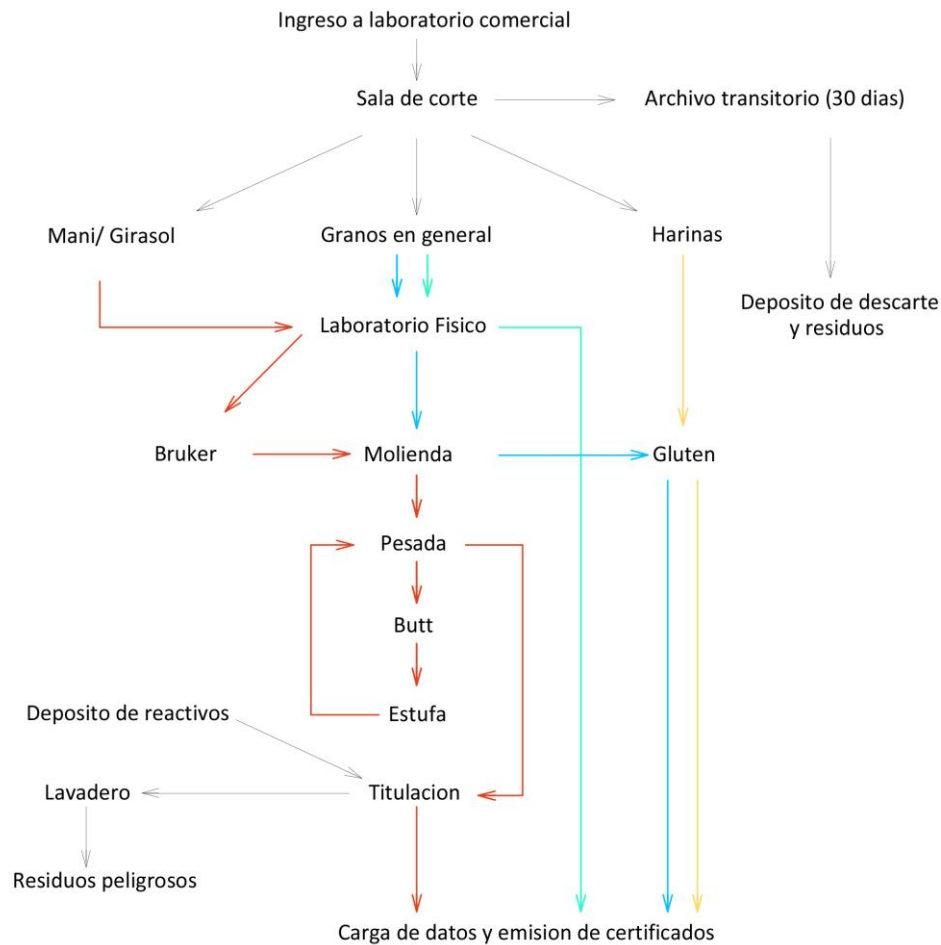 Ingreso a laboratorio comercial
Sala de corte
Archivo transitorio (30 dias)
Mani/ Girasol
Granos en general
Harinas
Deposito de descarte
y residuos
Laboratorio Fisico
Bruker
Molienda
Gluten
Pesada
Butt
Estufa
Deposito de reactivos
Lavadero
Titulacion
Residuos peligrosos
Carga de datos y emision de certificados